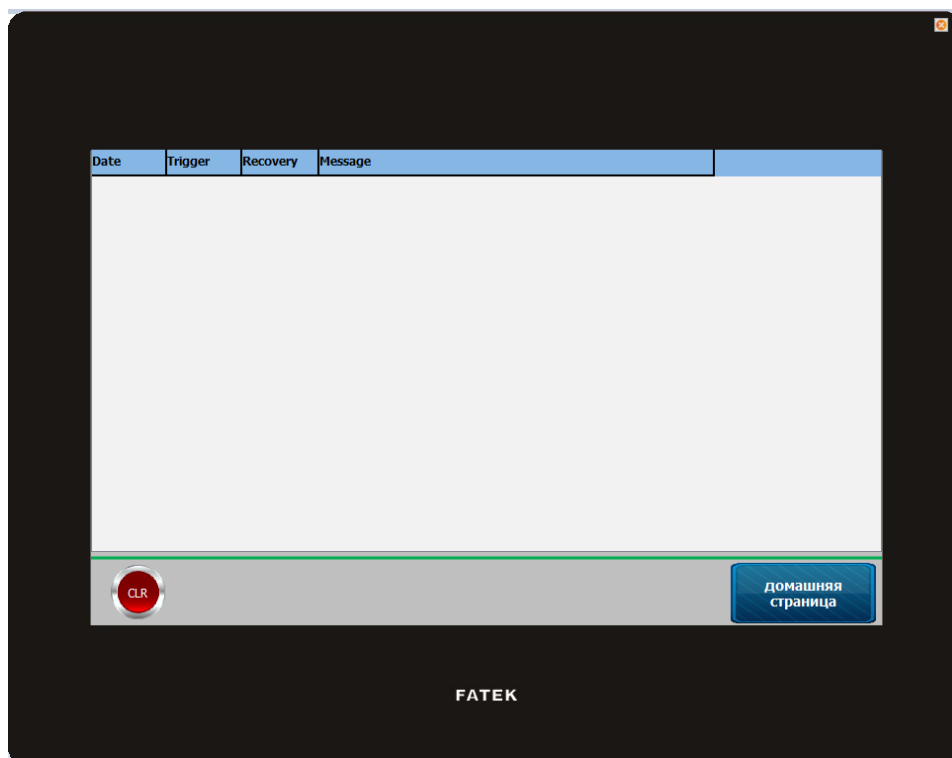 Date Trigger Recovery Message
CLR
домашняя
страница
FATEK